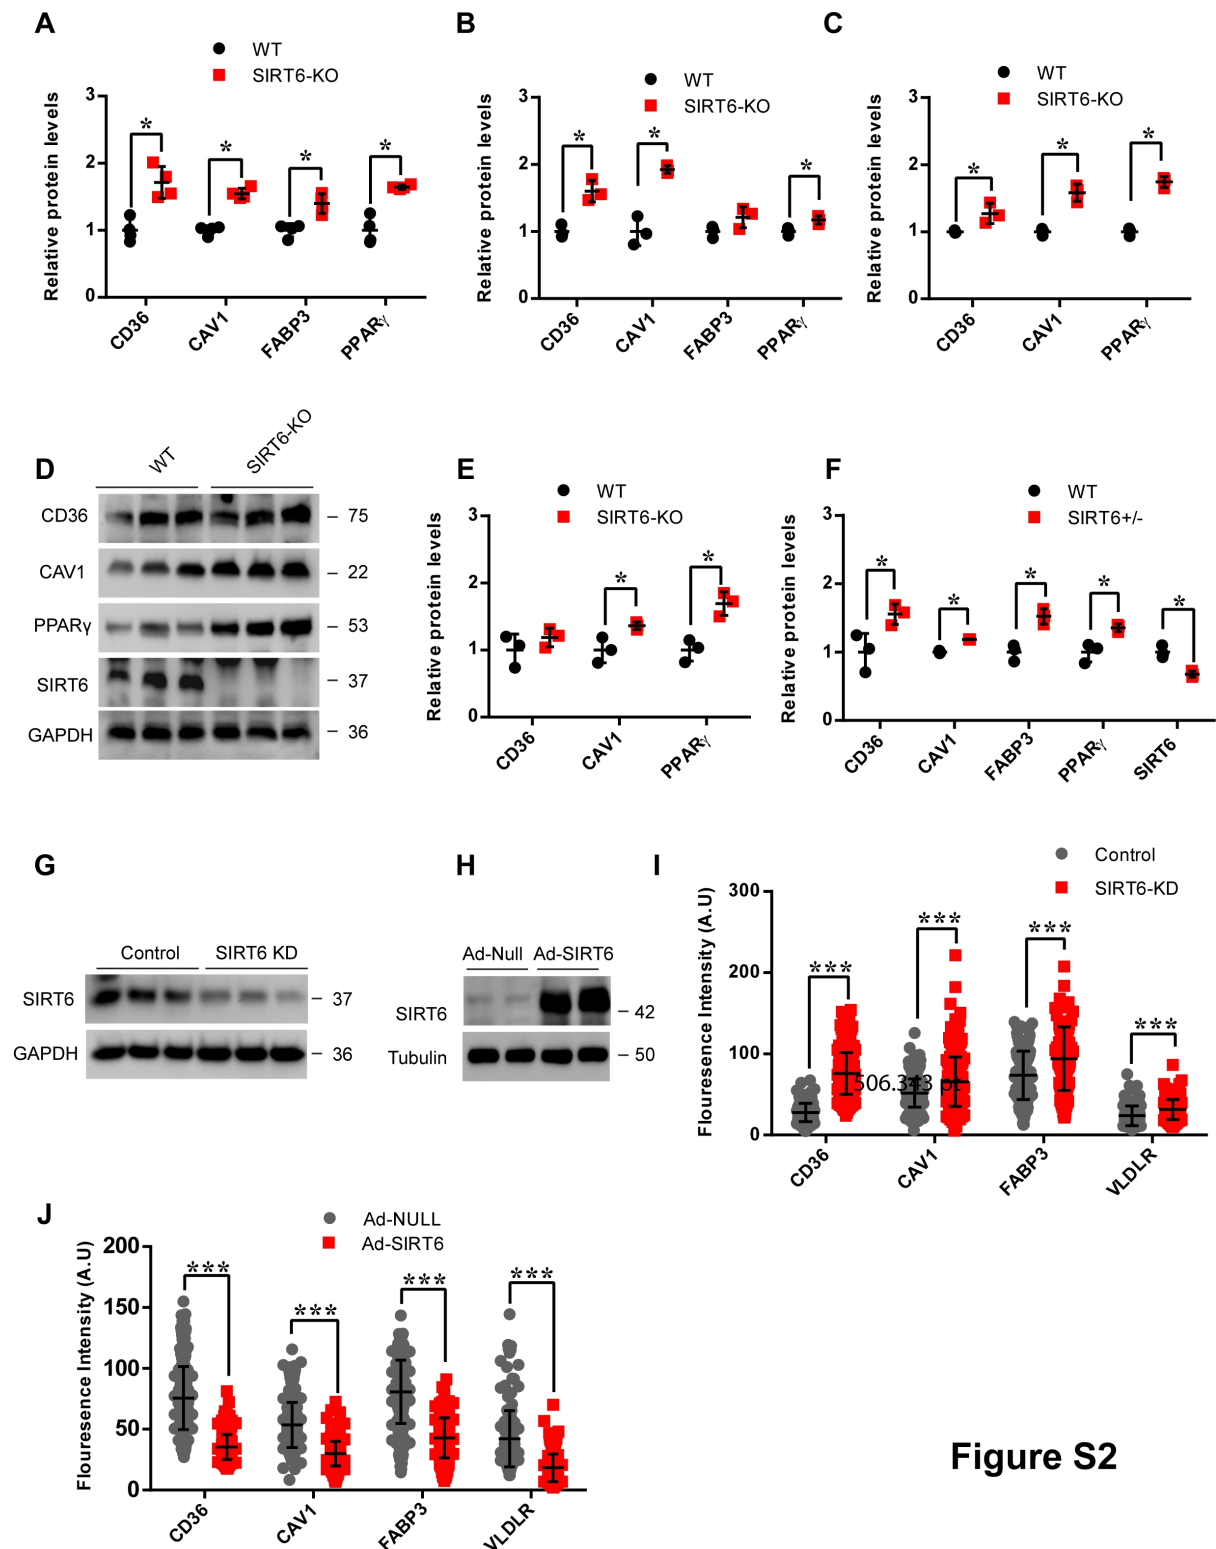 A
WT
SIRT6-KO
Relative protein levels
3
2
1
0
*
*
*
*
CD36
CAV1
FABP3
PPARγ
B
WT
SIRT6-KO
Relative protein levels
3
2
1
0
*
*
*
CD36
CAV1
FABP3
PPARγ
C
WT
SIRT6-KO
Relative protein levels
3
2
1
0
*
*
*
CD36
CAV1
PPARγ
D
WT
SIRT6-KO
CD36
75
CAV1
22
PPARγ
53
SIRT6
37
GAPDH
36
E
WT
SIRT6-KO
Relative protein levels
3
2
1
0
*
*
CD36
CAV1
PPARγ
F
WT
SIRT6+/-
Relative protein levels
3
2
1
0
*
*
*
*
*
CD36
CAV1
FABP3
PPARγ
SIRT6
G
Control
SIRT6 KD
SIRT6
37
GAPDH
36
H
Ad-Null
Ad-SIRT6
SIRT6
42
Tubulin
50
I
Control
SIRT6-KD
Flouresence Intensity (A.U)
300
200
100
0
***
***
***
***
506.343 p
CD36
CAV1
FABP3
VLDLR
J
Ad-NULL
Ad-SIRT6
Flouresence Intensity (A.U)
200
150
100
50
0
***
***
***
***
CD36
CAV1
FABP3
VLDLR
Figure S2